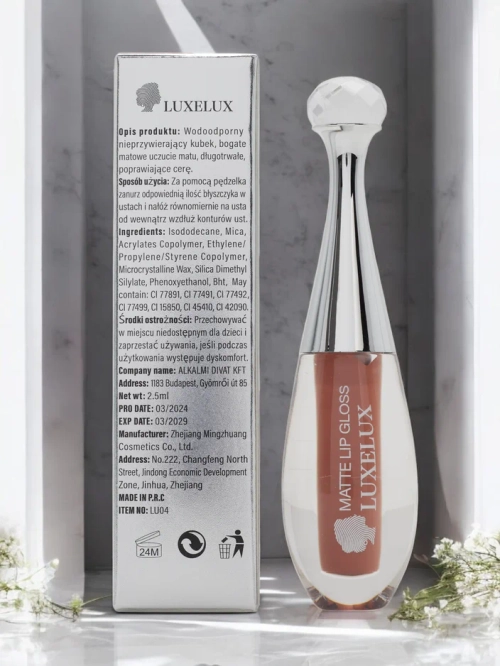 LUXELUX
Opis produktu: Wodoodporny
nieprzywierający kubek, bogate
matowe uczucie matu, długotrwałe,
poprawiające cerę.
Sposób użycia: Za pomocą pędzelka
zanurz odpowiednią ilość błyszczyka w
ustach i nałóż równomiernie na usta
od wewnątrz wzdłuż konturów ust.
Ingredients: Isododecane, Mica,
Acrylates Copolymer, Ethylene/
Propylene/Styrene Copolymer,
Microcrystalline Wax, Silica Dimethyl
Silylate, Phenoxyethanol, Bht, May
contain: CI 77891, CI 77491, CI 77492,
CI 77499, CI 15850, CI 45410, CI 42090.
Środki ostrożności: Przechowywać
w miejscu niedostępnym dla dzieci i
zaprzestać używania, jeśli podczas
użytkowania występuje dyskomfort.
Company name: ALKALMI DIVAT KFT
Address: 1183 Budapest, Gyömrői út 85
Net wt: 2.5ml
PRO DATE: 03/2024
EXP DATE: 03/2029
Manufacturer: Zhejiang Mingzhuang
Cosmetics Co., Ltd.
Address: No.222, Changfeng North
Street, Jindong Economic Development
Zone, Jinhua, Zhejiang
MADE IN P.R.C
ITEM NO: LU04
24M
MATTE LIP GLOSS
LUXELUX